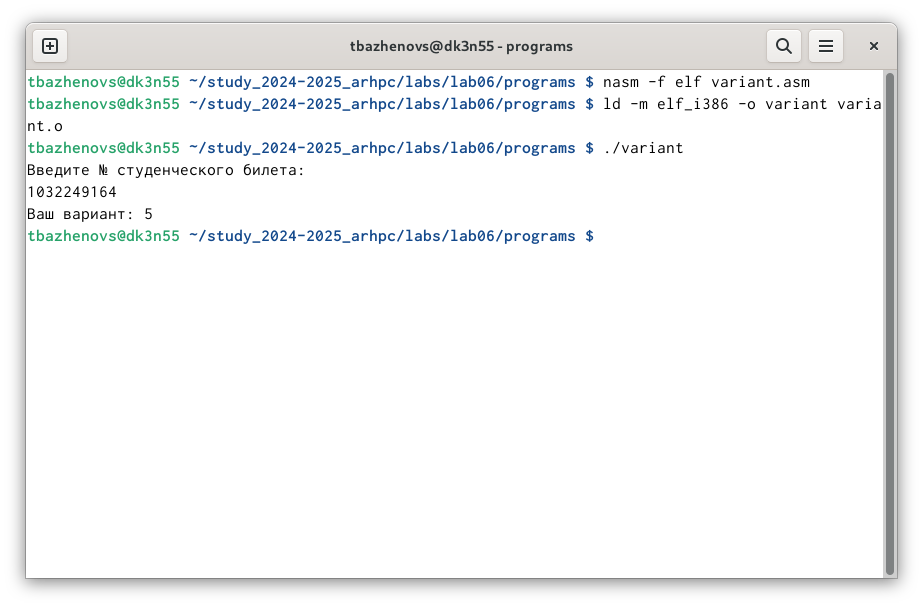 tbazhenovs@dk3n55 - programs
tbazhenovs@dk3n55 ~/study_2024-2025_arhpc/labs/lab06/programs $ nasm -f elf variant.asm
tbazhenovs@dk3n55 ~/study_2024-2025_arhpc/labs/lab06/programs $ ld -m elf_i386 -o variant varia
nt.o
tbazhenovs@dk3n55 ~/study_2024-2025_arhpc/labs/lab06/programs $ ./variant
Введите № студенческого билета:
1032249164
Ваш вариант: 5
tbazhenovs@dk3n55 ~/study_2024-2025_arhpc/labs/lab06/programs $